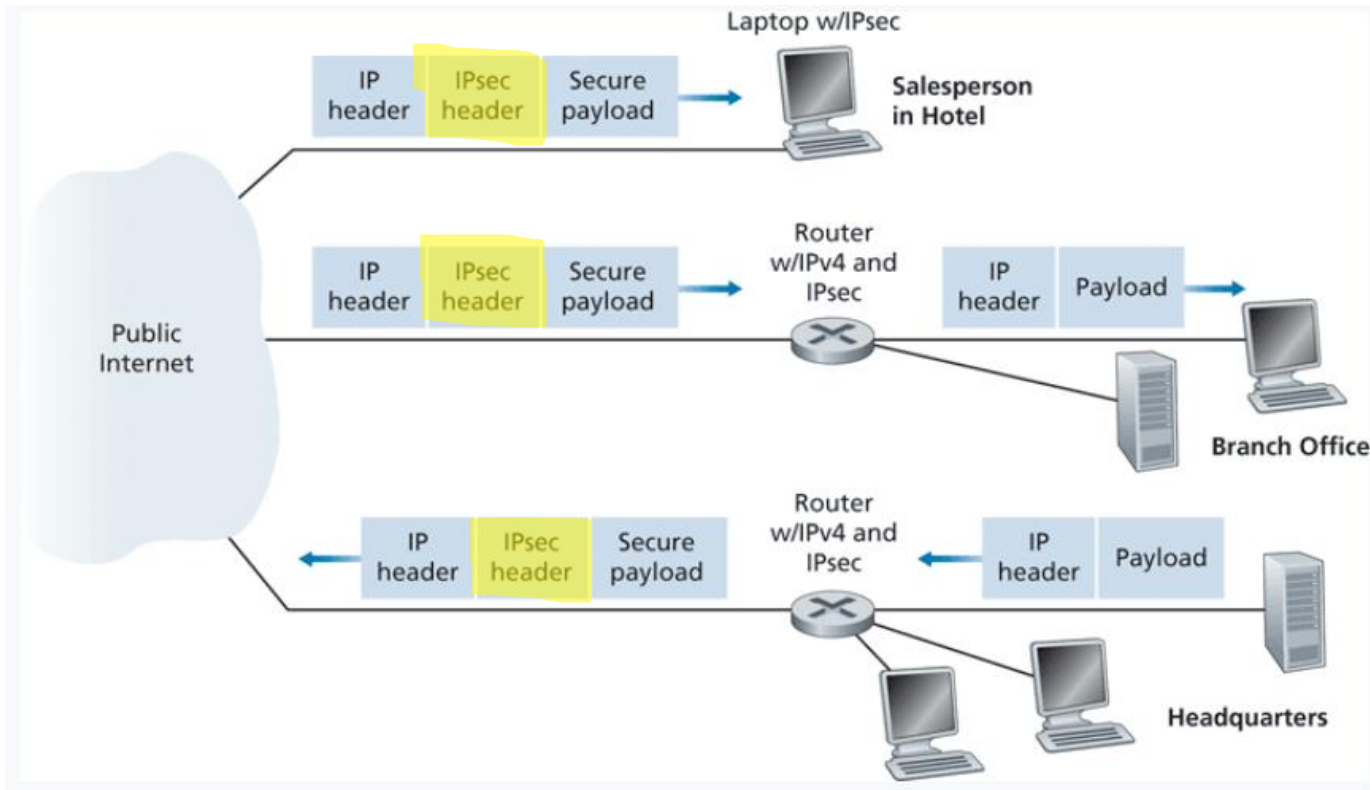 Laptop w/IPsec
IP
header
IPsec
header
Secure
payload
Salesperson
in Hotel
Public
Internet
IP
header
IPsec
header
Secure
payload
Router
w/IPv4 and
IPsec
IP
header
Payload
Branch Office
IP
header
IPsec
header
Secure
payload
Router
w/IPv4 and
IPsec
IP
header
Payload
Headquarters